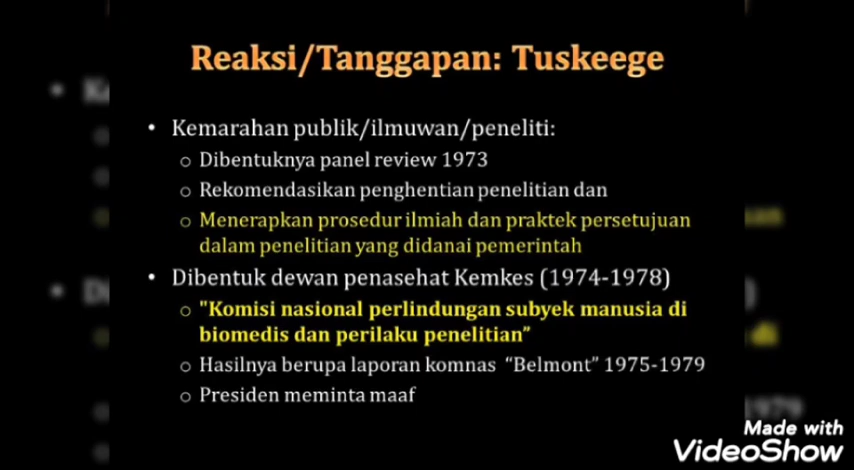 Reaksi/Tanggapan: Tuskeege
• Kemarahan publik/ilmuwan/peneliti:
o Dibentuknya panel review 1973
o Rekomendasikan penghentian penelitian dan
o Menerapkan prosedur ilmiah dan praktek persetujuan
dalam penelitian yang didanai pemerintah
• Dibentuk dewan penasehat Kemkes (1974-1978)
o "Komisi nasional perlindungan subyek manusia di
biomedis dan perilaku penelitian”
o Hasilnya berupa laporan komnas “Belmont” 1975-1979
o Presiden meminta maaf
Made with
VideoShow